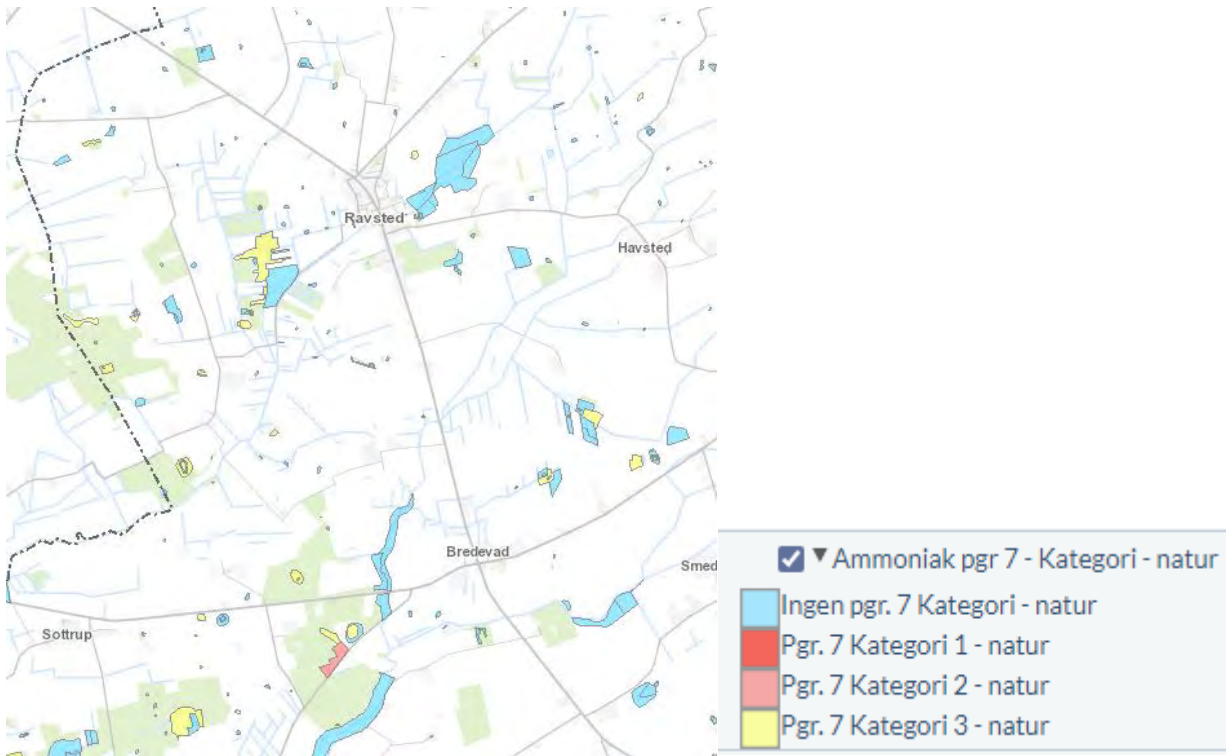 Ravsted
Havsted
Bredevad
Smed
Sottrup
Ammoniak pgr 7 - Kategori - natur
Ingen pgr. 7 Kategori - natur
Pgr. 7 Kategori 1 - natur
Pgr. 7 Kategori 2 - natur
Pgr. 7 Kategori 3 - natur